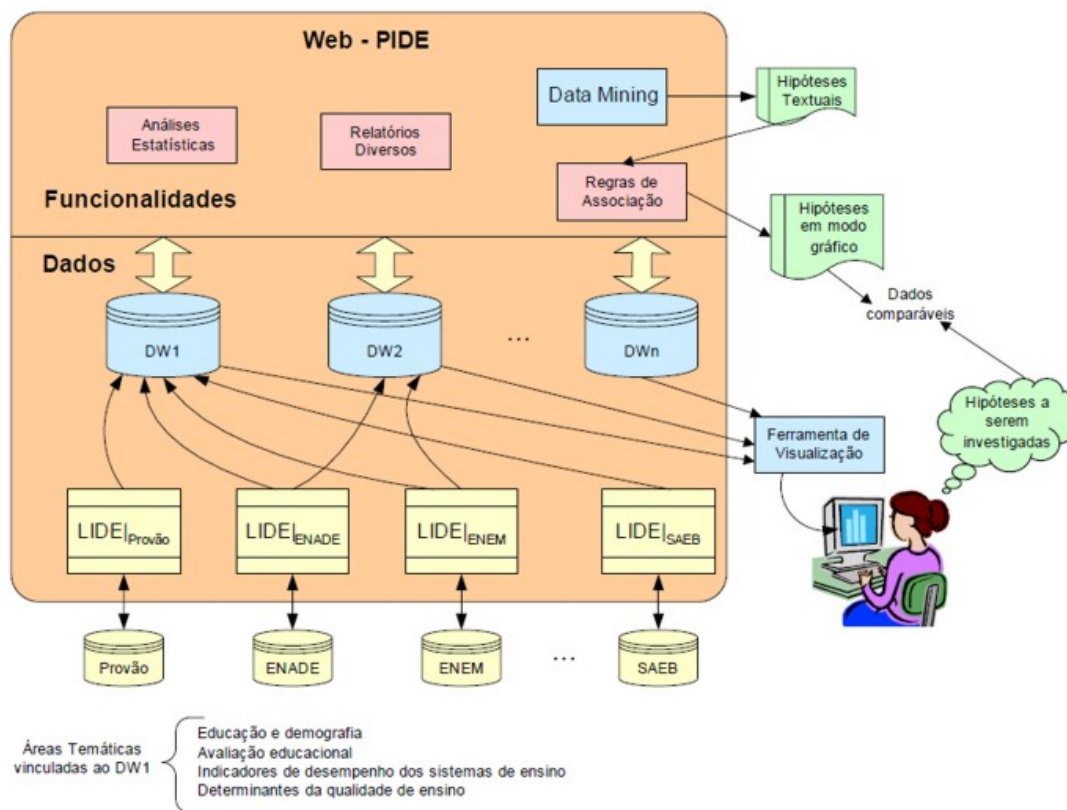 Web - PIDE
Data Mining
Hipóteses
Textuais
Análises
Estatísticas
Relatórios
Diversos
Regras de
Associação
Funcionalidades
Hipóteses
em modo
gráfico
Dados
Dados
comparáveis
DW1
DW2
...
DWn
Hipóteses a
serem
investigadas
Ferramenta de
Visualização
LIDE|Provão
LIDE|ENADE
LIDE|ENEM
LIDE|SAEB
Provão
ENADE
ENEM
...
SAEB
Áreas Temáticas
vinculadas ao DW1
Educação e demografia
Avaliação educacional
Indicadores de desempenho dos sistemas de ensino
Determinantes da qualidade de ensino